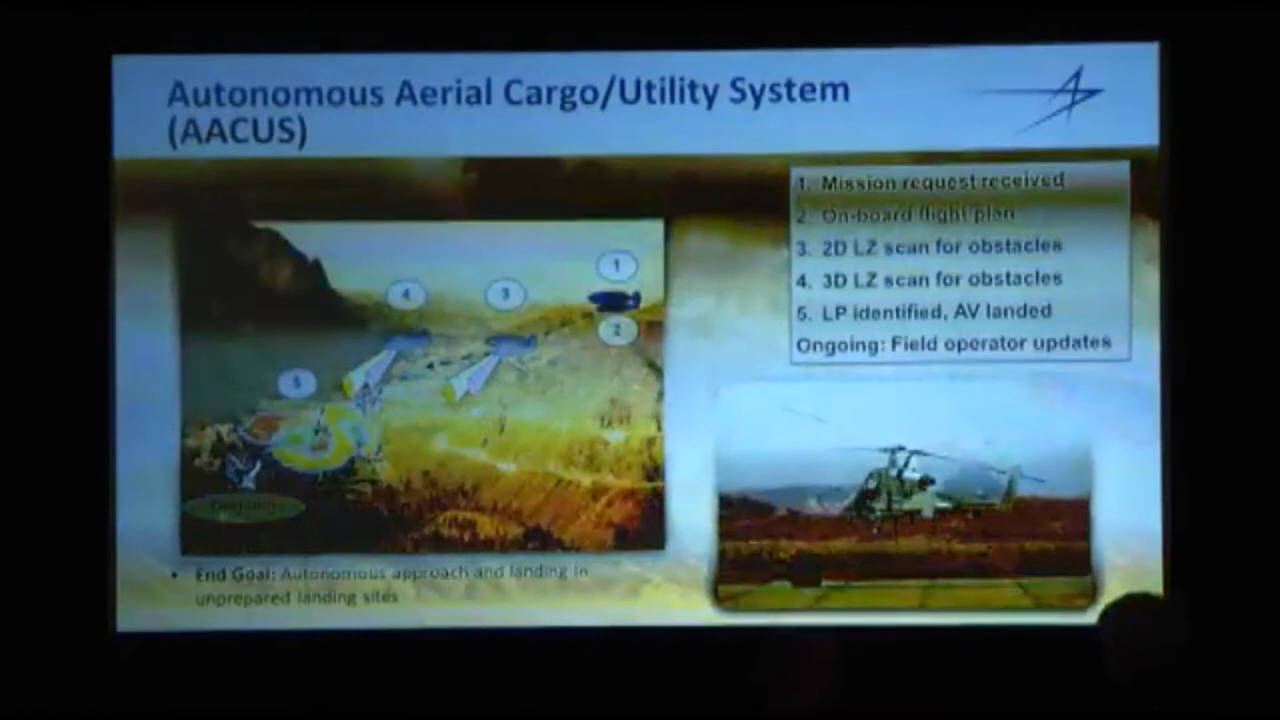 Autonomous Aerial Cargo/Utility System
(AACUS)
1. Mission request received
2. On-board flight plan
3. 2D LZ scan for obstacles
4. 3D LZ scan for obstacles
5. LP identified, AV landed
Ongoing: Field operator updates
1
4
3
2
5
Ongoing
• End Goal: Autonomous approach and landing in
unprepared landing sites